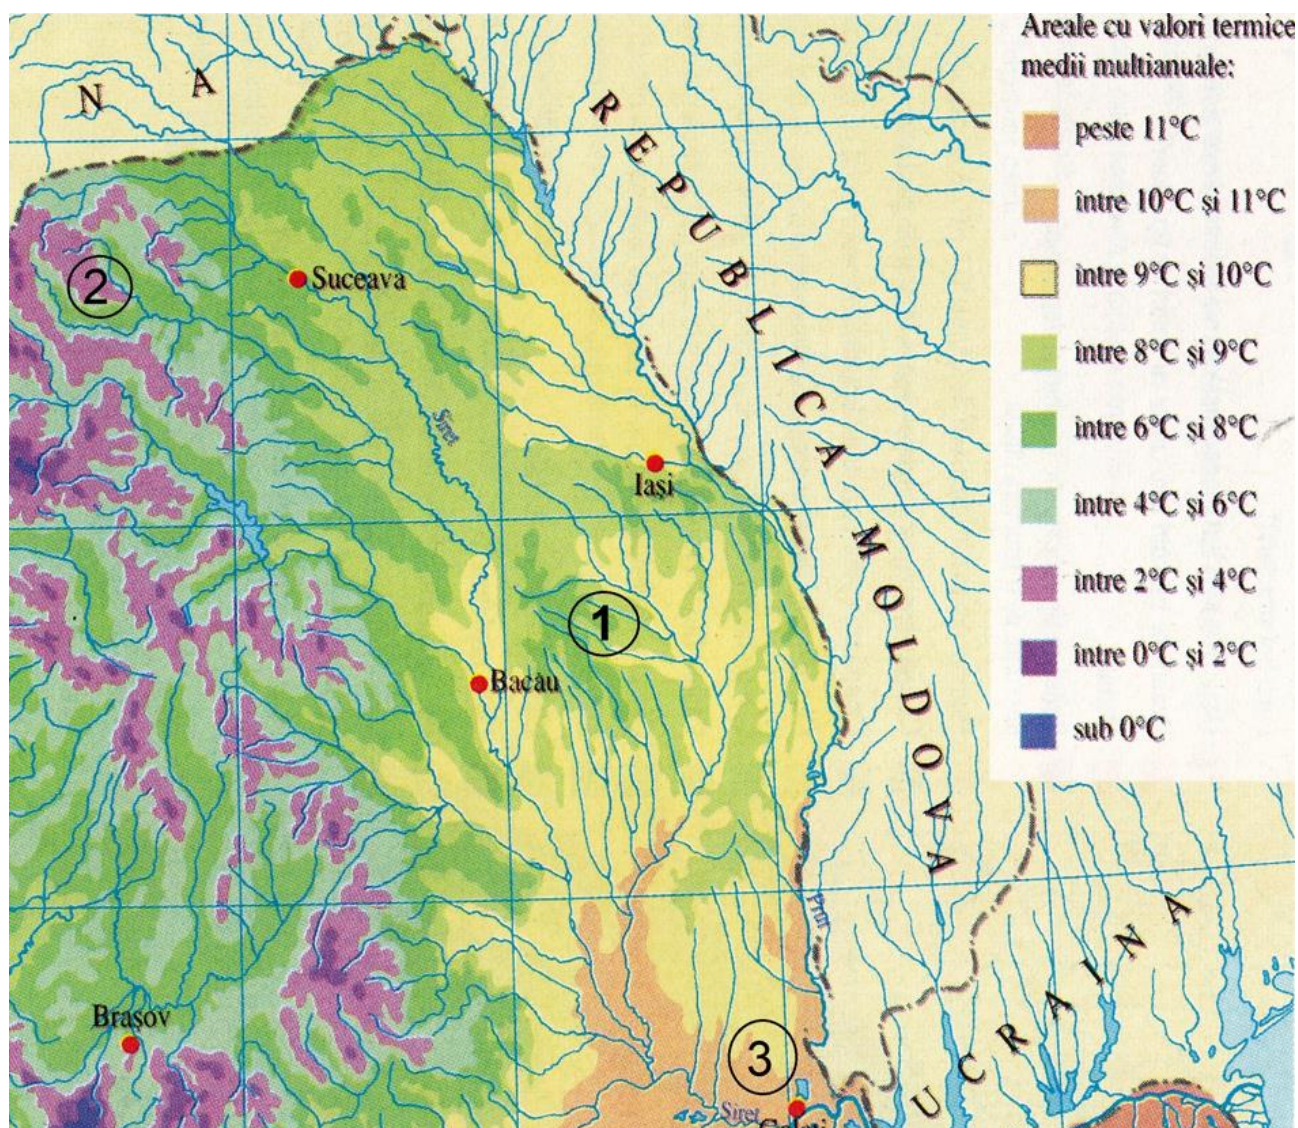 N A
REPUBLICA MOLDOVA
UCRAINA
Suceava
Siret
Iași
Bacău
Prut
Brașov
Siret
1
2
3
Areale cu valori termice
medii multianuale:
peste 11°C
între 10°C și 11°C
între 9°C și 10°C
între 8°C și 9°C
între 6°C și 8°C
între 4°C și 6°C
între 2°C și 4°C
între 0°C și 2°C
sub 0°C